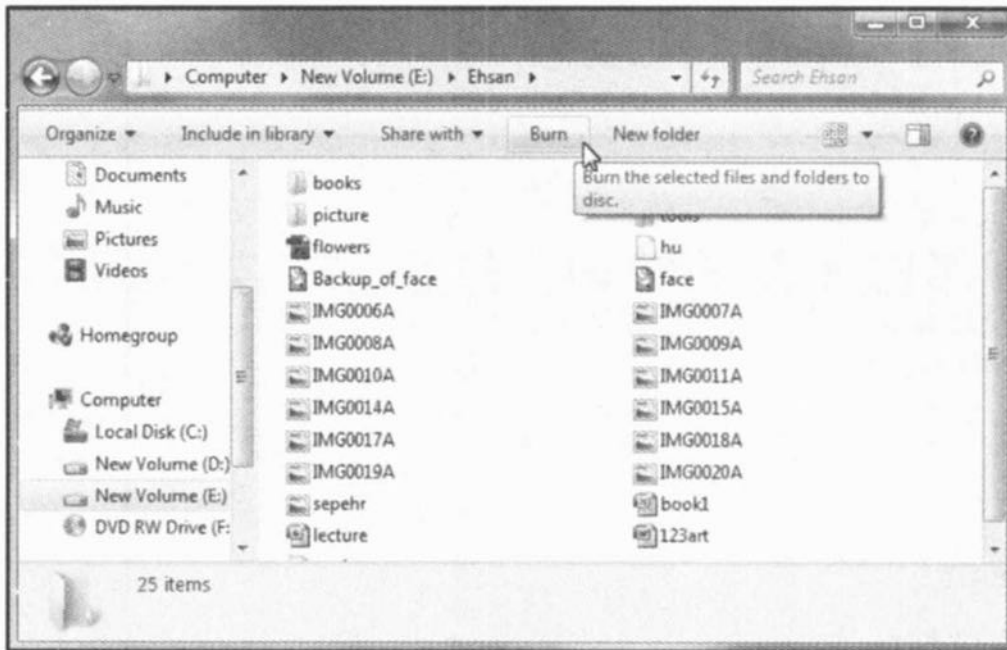 Computer ▸ New Volume (E:) ▸ Ehsan ▸
Search Ehsan
Organize Include in library Share with Burn New folder
Burn the selected files and folders to
disc.
Documents
Music
Pictures
Videos
Homegroup
Computer
Local Disk (C:)
New Volume (D:)
New Volume (E:)
DVD RW Drive (F:
books
picture tools
flowers hu
Backup_of_face face
IMG0006A IMG0007A
IMG0008A IMG0009A
IMG0010A IMG0011A
IMG0014A IMG0015A
IMG0017A IMG0018A
IMG0019A IMG0020A
sepehr book1
lecture 123art
25 items